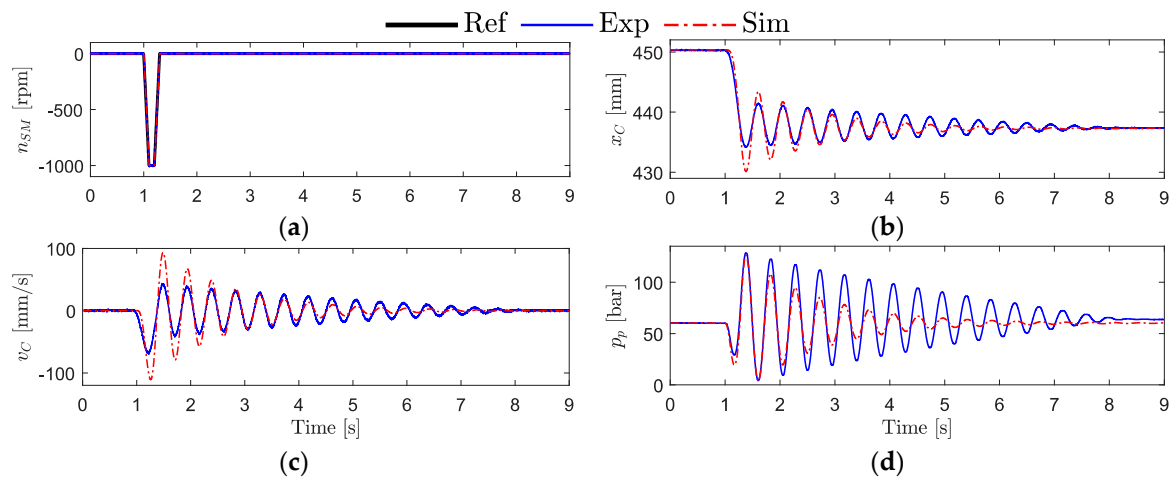 Ref Exp Sim
0
-500
-1000
n_SM [rpm]
0 1 2 3 4 5 6 7 8 9
(a)
450
440
430
x_C [mm]
0 1 2 3 4 5 6 7 8 9
(b)
100
0
-100
v_C [mm/s]
0 1 2 3 4 5 6 7 8 9
Time [s]
(c)
100
50
0
p_p [bar]
0 1 2 3 4 5 6 7 8 9
Time [s]
(d)